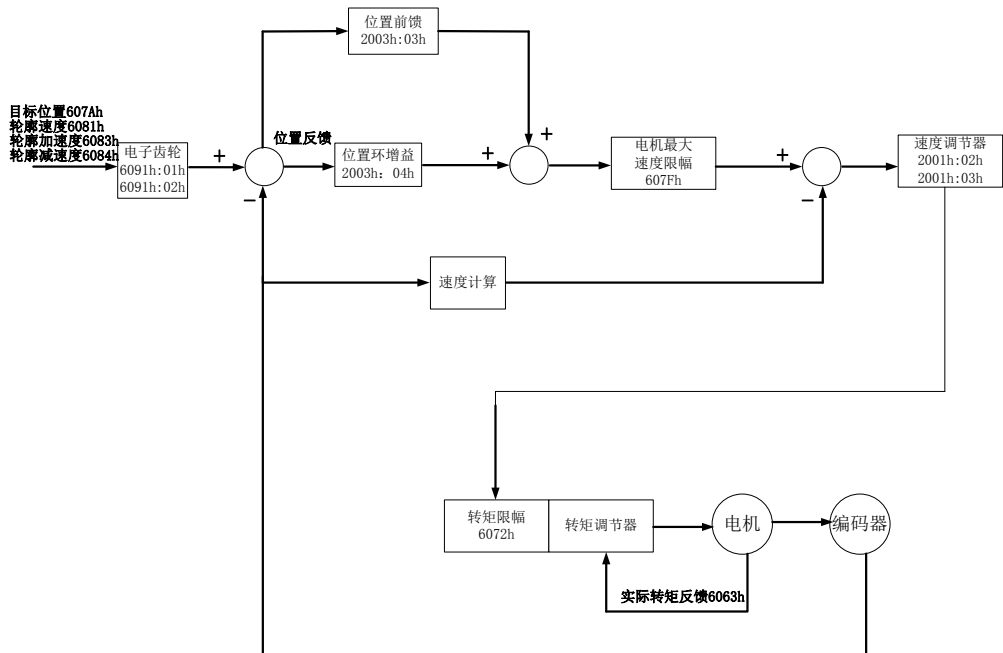 位置前馈
2003h:03h
目标位置607Ah
轮廓速度6081h
轮廓加速度6083h
轮廓减速度6084h
电子齿轮
6091h:01h
6091h:02h
+
−
位置反馈
位置环增益
2003h：04h
+
+
电机最大
速度限幅
607Fh
+
−
速度调节器
2001h:02h
2001h:03h
速度计算
转矩限幅
6072h
转矩调节器
电机
编码器
实际转矩反馈6063h